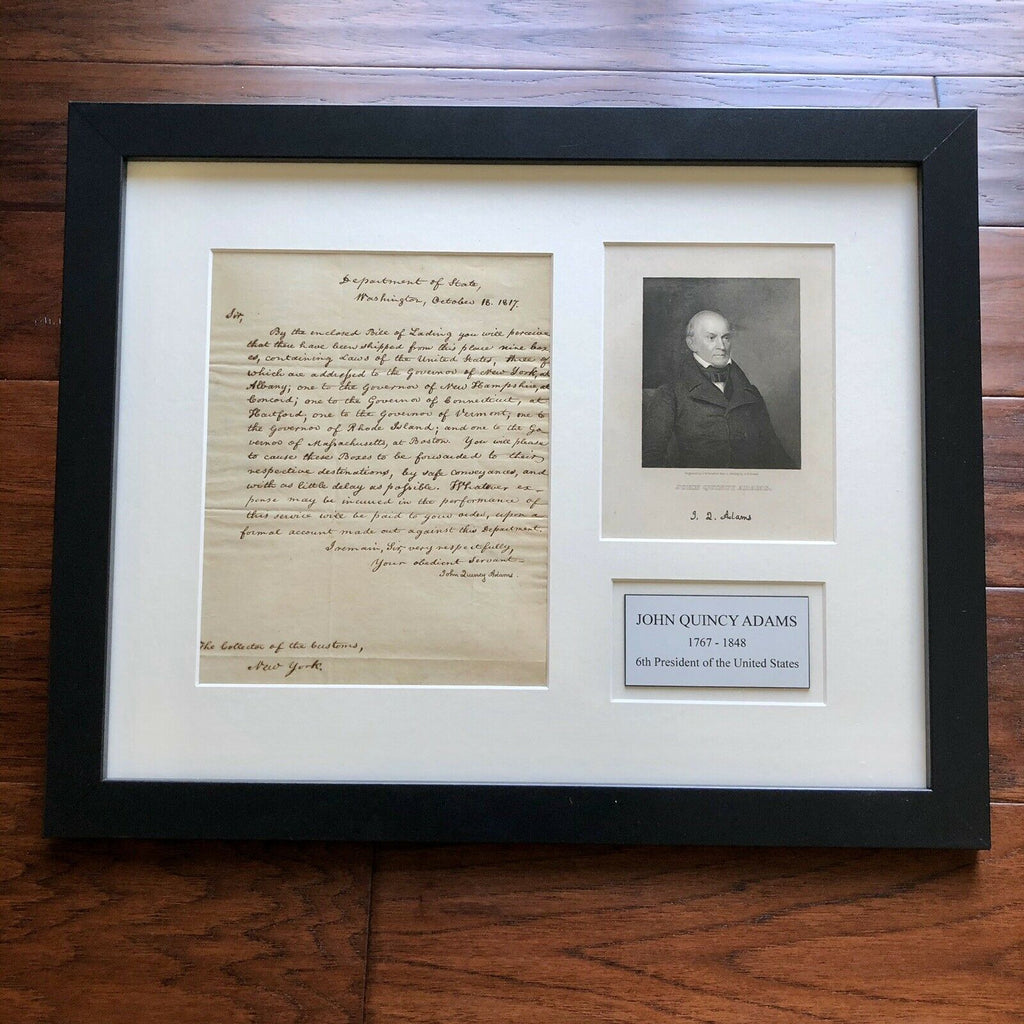 Department of State,
Washington, October 18. 1817.
Sir,
By the enclosed Bill of Lading you will perceive
that there have been shipped from this place nine box
es, containing Laws of the United States, three of
which are addressed to the Governor of New York, at
Albany; one to the Governor of New Hampshire, at
Concord; one to the Governor of Connecticut, at
Hartford, one to the Governor of Vermont, one to
the Governor of Rhode Island; and one to the Go
vernor of Massachusetts, at Boston. You will please
to cause these Boxes to be forwarded to their
respective destinations, by safe conveyances, and
with as little delay as possible. Whatever ex-
pense may be incurred in the performance of
this service will be paid to your order, upon a
formal account made out against this Department.
I remain, Sir, very respectfully,
Your obedient Servant
John Quincy Adams.
The Collector of the Customs,
New York.
JOHN QUINCY ADAMS.
J. Q. Adams
JOHN QUINCY ADAMS
1767 - 1848
6th President of the United States